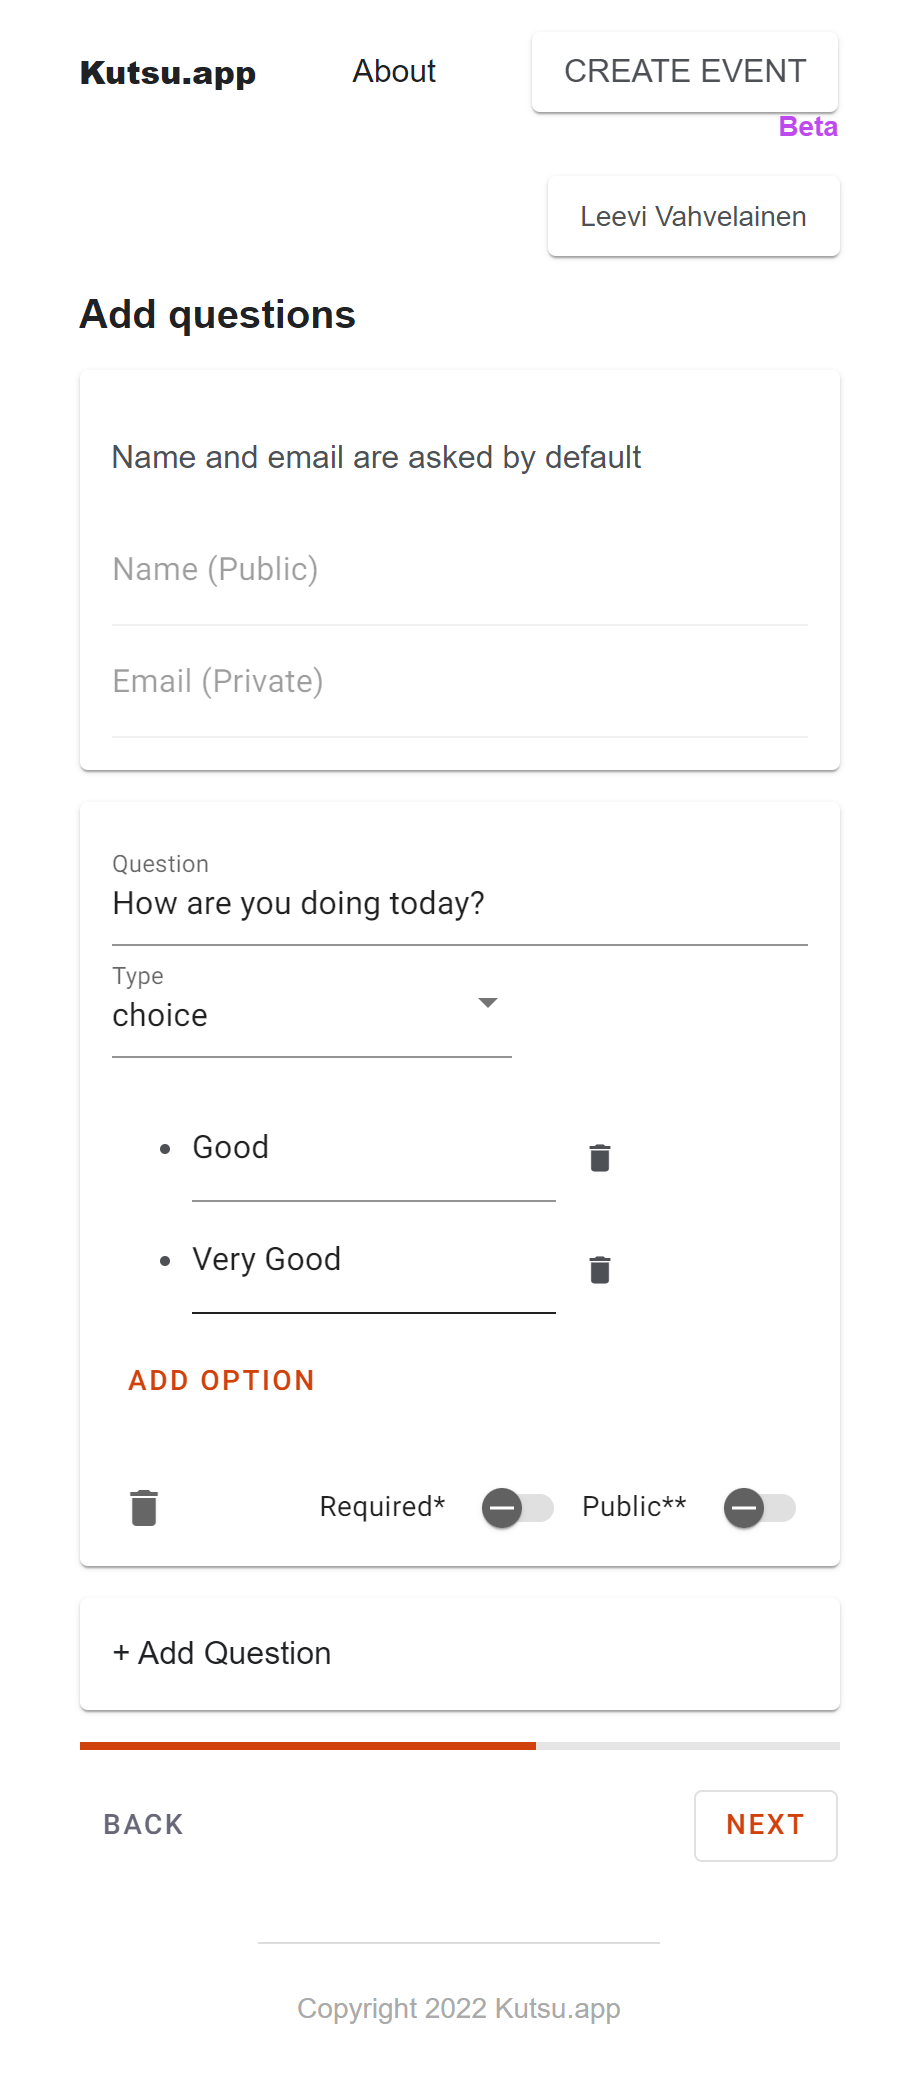 Kutsu.app
About
CREATE EVENT
Beta
Leevi Vahvelainen
Add questions
Name and email are asked by default
Name (Public)
Email (Private)
Question
How are you doing today?
Type
choice
Good
Very Good
ADD OPTION
Required*
Public**
+ Add Question
BACK
NEXT
Copyright 2022 Kutsu.app